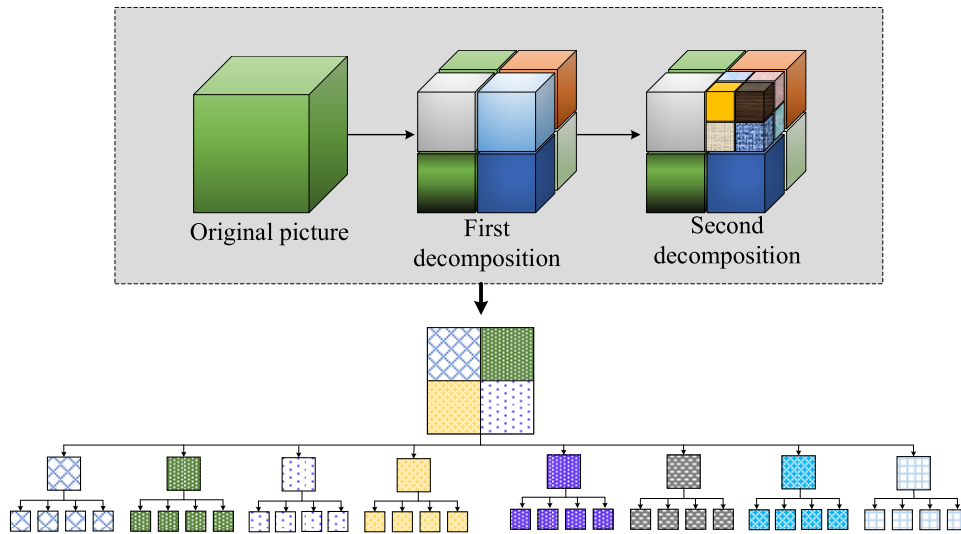 Original picture
First
decomposition
Second
decomposition